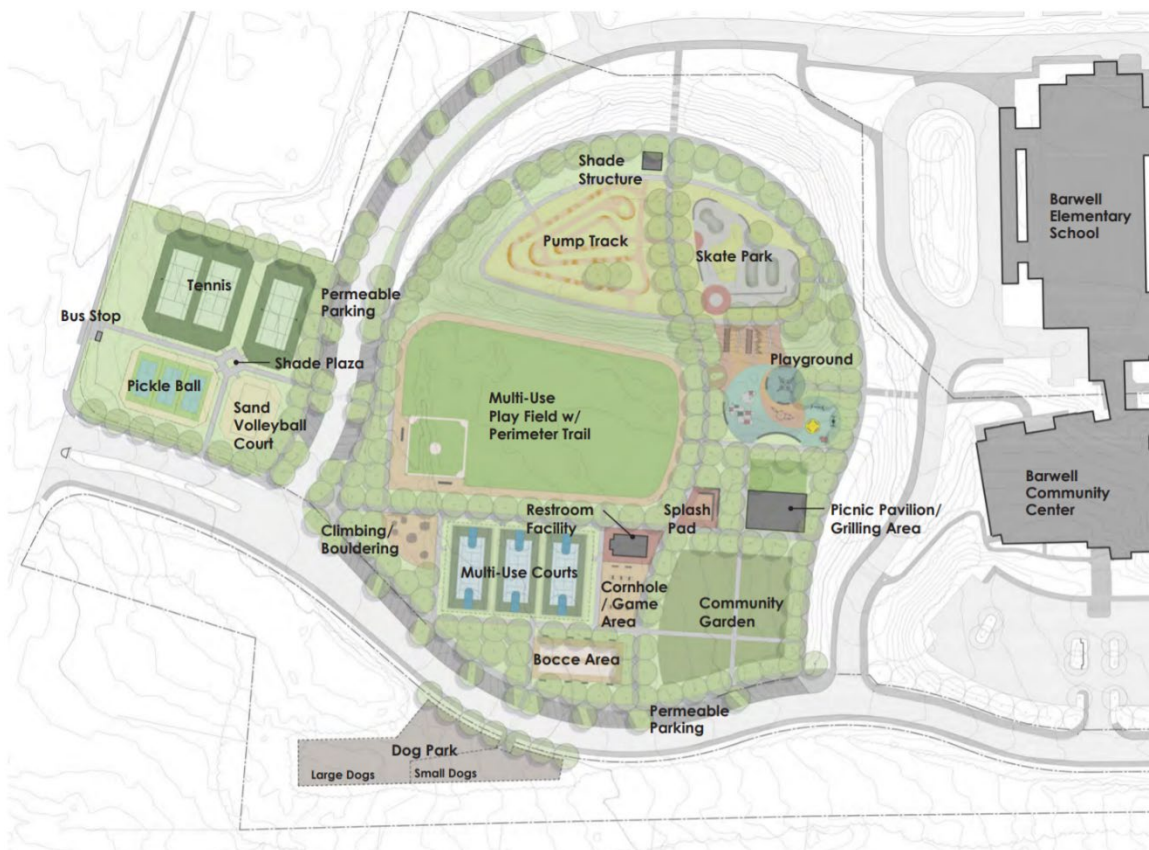 Shade
Structure
Pump Track
Skate Park
Barwell
Elementary
School
Tennis
Permeable
Parking
Bus Stop
Shade Plaza
Playground
Pickle Ball
Sand
Volleyball
Court
Multi-Use
Play Field w/
Perimeter Trail
Barwell
Community
Center
Restroom
Facility
Splash
Pad
Picnic Pavilion/
Grilling Area
Climbing/
Bouldering
Multi-Use Courts
Cornhole
/ Game
Area
Community
Garden
Bocce Area
Permeable
Parking
Dog Park
Large Dogs
Small Dogs